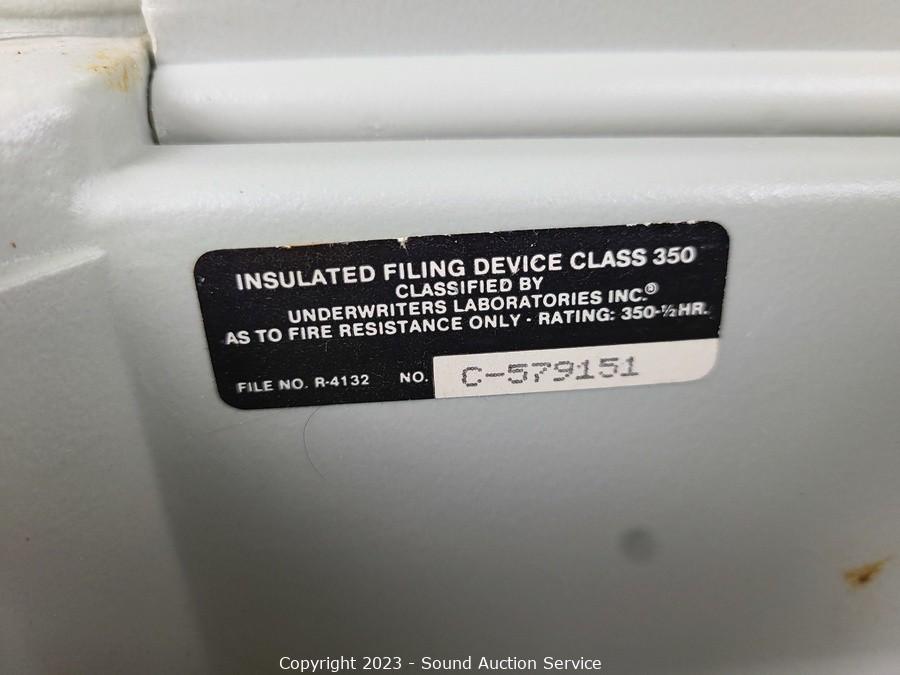 INSULATED FILING DEVICE CLASS 350
CLASSIFIED BY
UNDERWRITERS LABORATORIES INC.®
AS TO FIRE RESISTANCE ONLY - RATING: 350-½HR.
FILE NO. R-4132 NO. C-579151
Copyright 2023 - Sound Auction Service